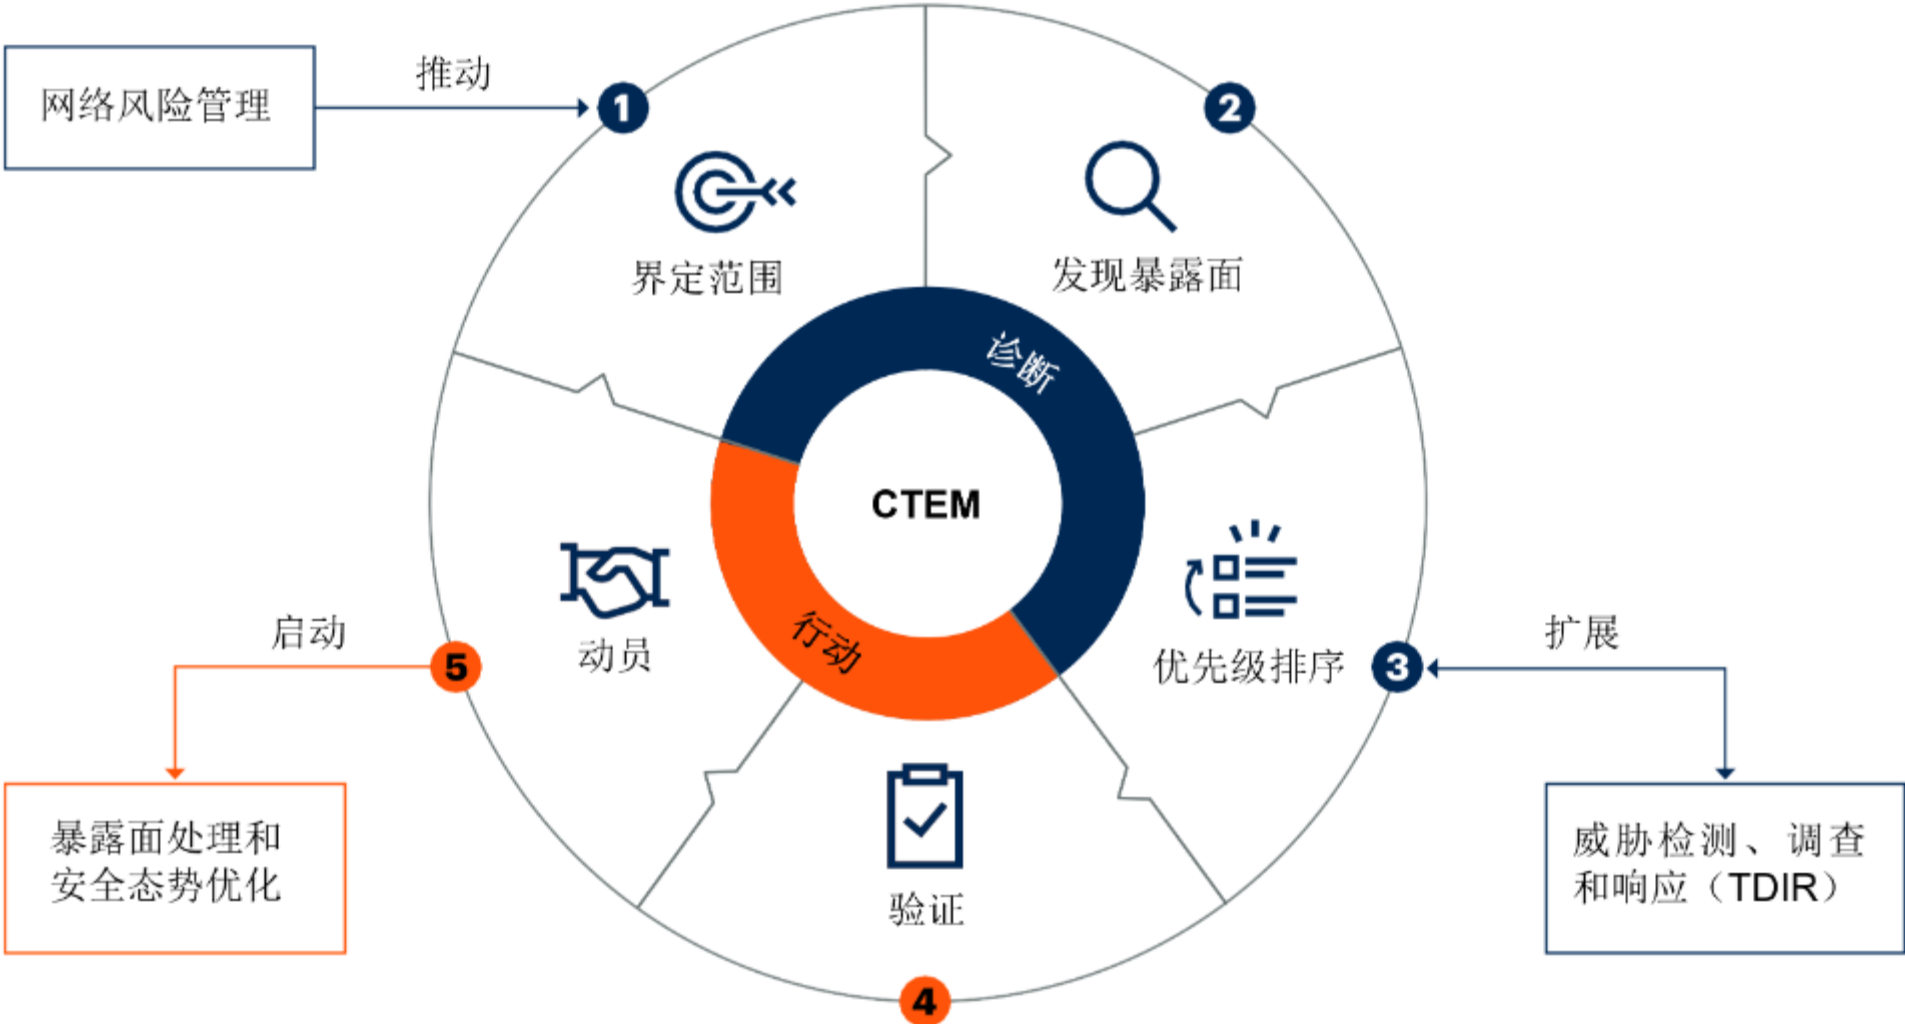 网络风险管理
推动
1
2
界定范围
发现暴露面
诊断
CTEM
行动
动员
启动
5
优先级排序
3
扩展
暴露面处理和
安全态势优化
验证
4
威胁检测、调查
和响应（TDIR）